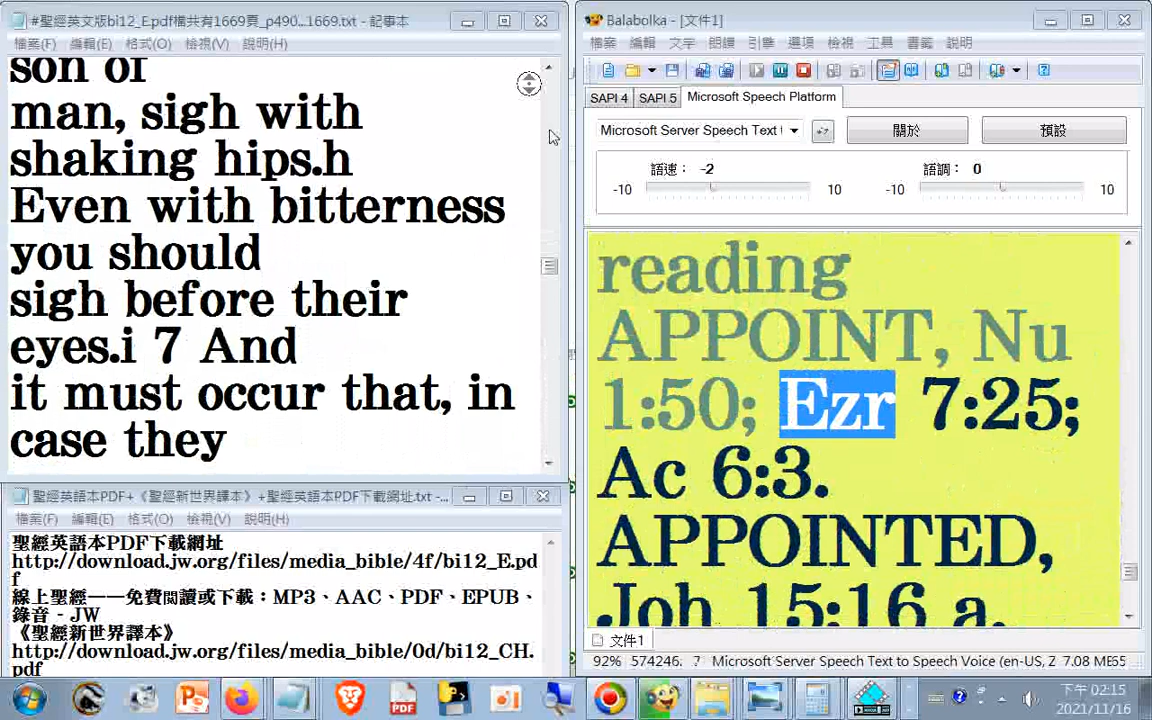 #聖經英文版bi12_E.pdf檔共有1669頁_p490...1669.txt - 記事本
檔案(F) 編輯(E) 格式(O) 檢視(V) 說明(H)
son of
man, sigh with
shaking hips.h
Even with bitterness
you should
sigh before their
eyes.i 7 And
it must occur that, in
case they
聖經英語本PDF+《聖經新世界譯本》+聖經英語本PDF下載網址.txt -...
檔案(F) 編輯(E) 格式(O) 檢視(V) 說明(H)
聖經英語本PDF下載網址
http://download.jw.org/files/media_bible/4f/bi12_E.pd
f
線上聖經——免費閱讀或下載：MP3、AAC、PDF、EPUB、
錄音 - JW
《聖經新世界譯本》
http://download.jw.org/files/media_bible/0d/bi12_CH.
pdf
Balabolka - [文件1]
檔案 編輯 文字 朗讀 引擎 選項 檢視 工具 書籤 說明
SAPI 4 SAPI 5 Microsoft Speech Platform
Microsoft Server Speech Text 關於 預設
語速： -2 語調： 0
-10 10 -10 10
reading
APPOINT, Nu
1:50; Ezr 7:25;
Ac 6:3.
APPOINTED,
Joh 15:16 a.
文件1
92% 574246. ? Microsoft Server Speech Text to Speech Voice (en-US, Z 7.08 ME55
下午 02:15
2021/11/16